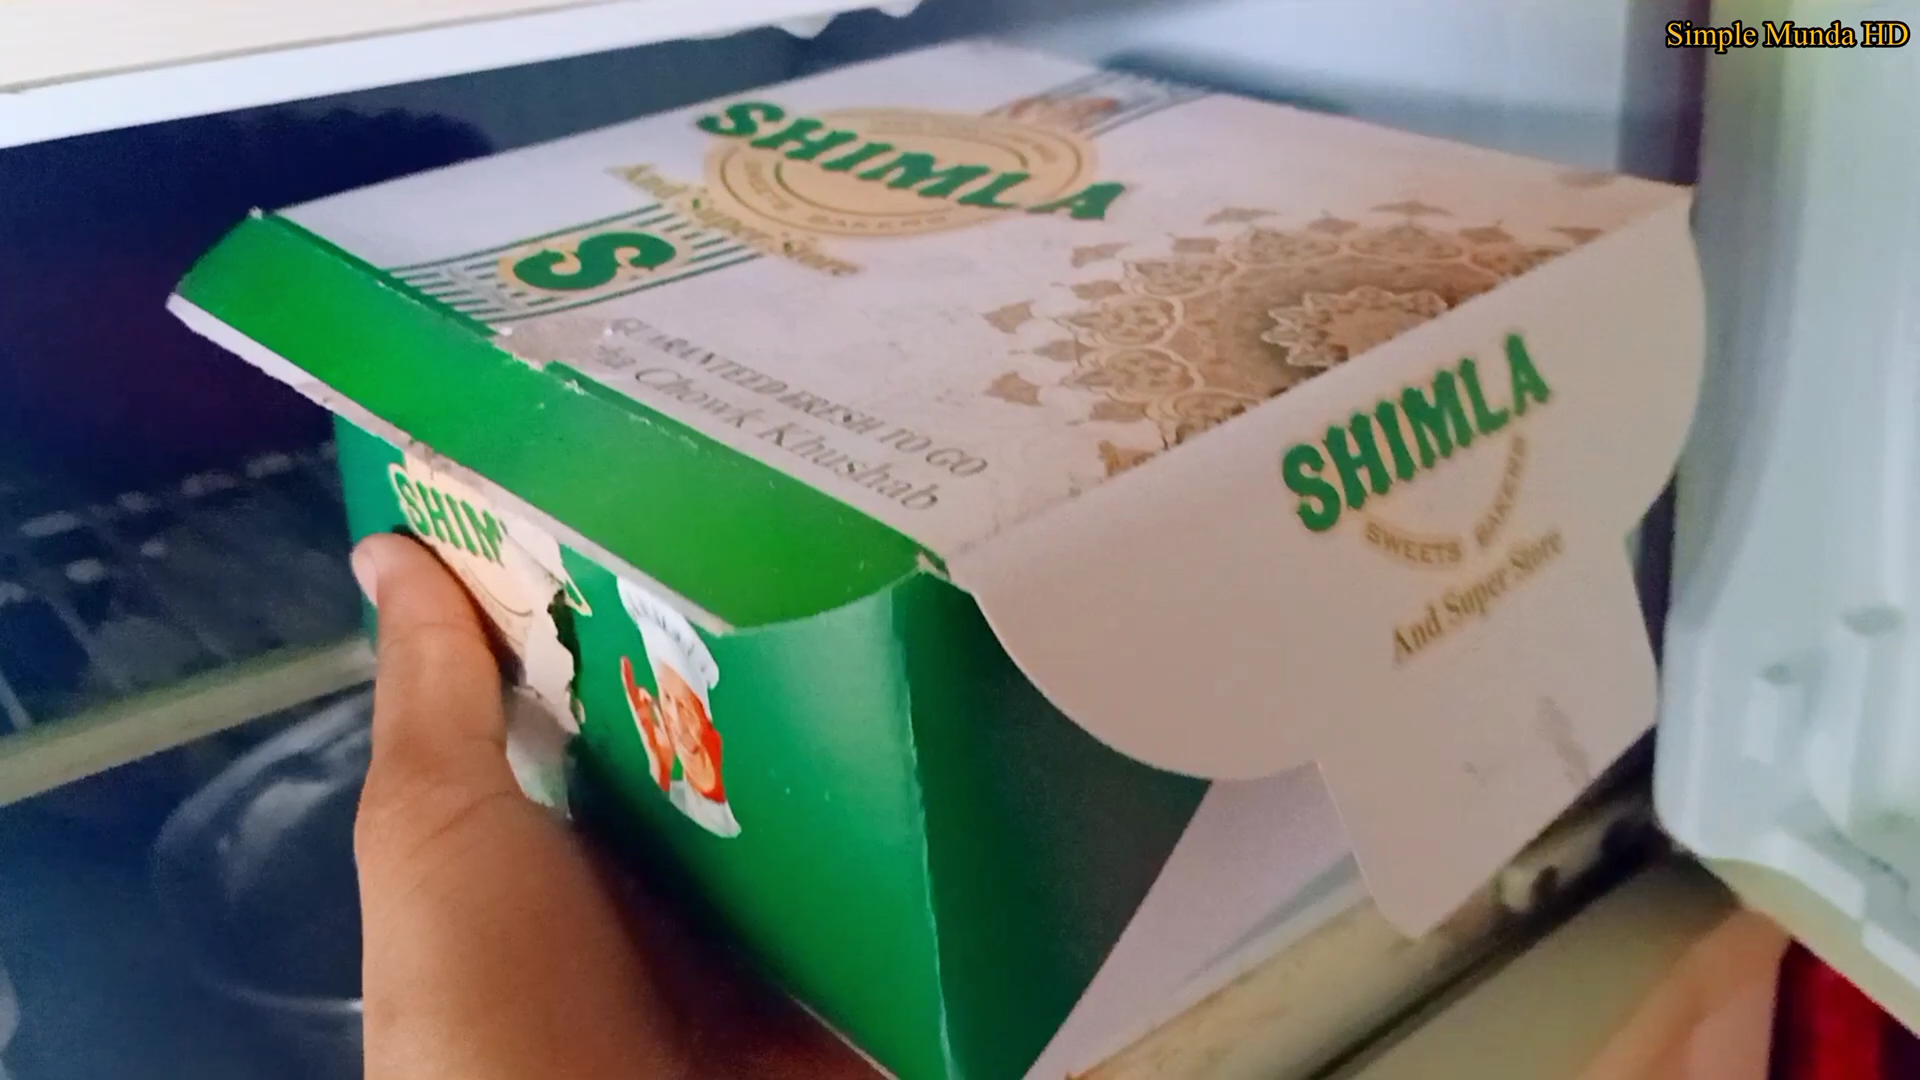 Simple Munda HD
SHIMLA
SWEETS BAKERS
And Super Store
S
GUARANTEED FRESH TO GO
Chowk Khushab
SHIM
SHIMLA
SWEETS BAKERS
And Super Store